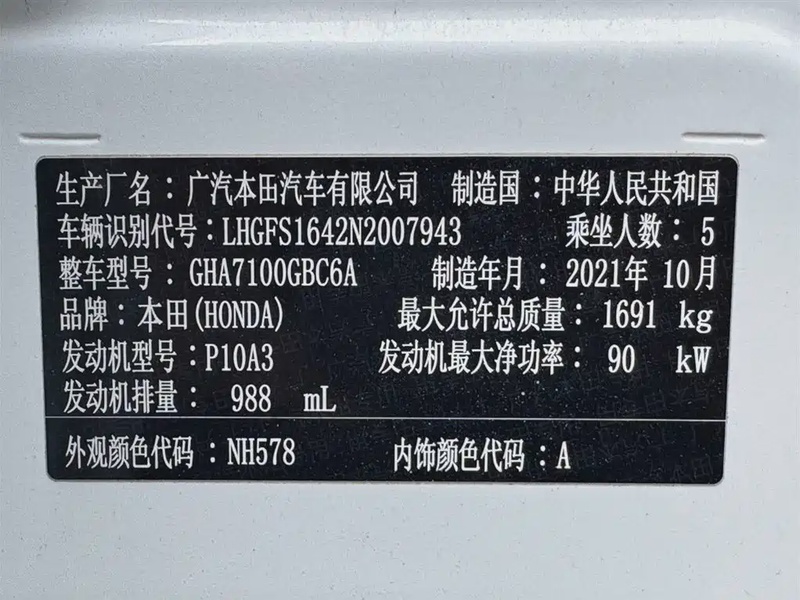 生产厂名：广汽本田汽车有限公司 制造国：中华人民共和国
车辆识别代号：LHGFS1642N2007943 乘坐人数：5
整车型号：GHA7100GBC6A 制造年月：2021年10月
品牌：本田(HONDA) 最大允许总质量：1691 kg
发动机型号：P10A3 发动机最大净功率：90 kW
发动机排量：988 mL
外观颜色代码：NH578 内饰颜色代码：A